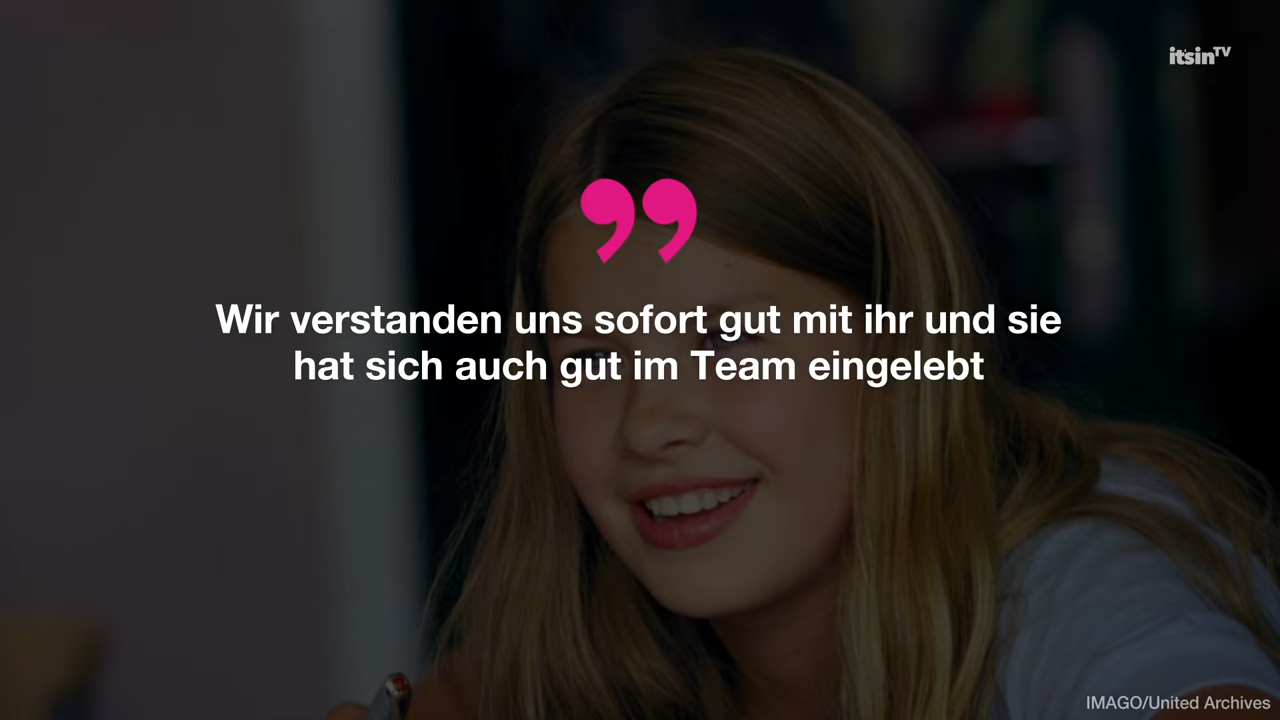 itsinTV
Wir verstanden uns sofort gut mit ihr und sie
hat sich auch gut im Team eingelebt
IMAGO/United Archives